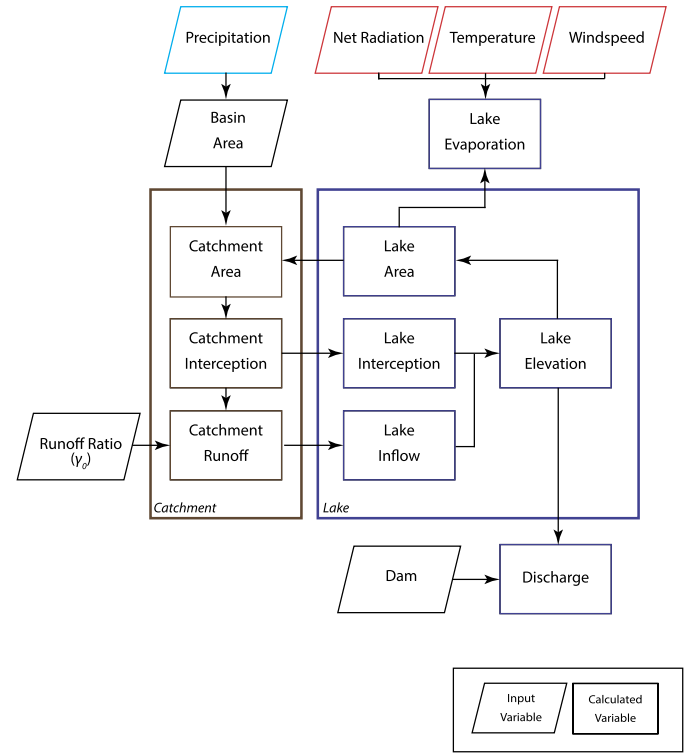 Precipitation
Net Radiation
Temperature
Windspeed
Basin
Area
Lake
Evaporation
Catchment
Area
Lake
Area
Catchment
Interception
Lake
Interception
Lake
Elevation
Runoff Ratio
(γ₀)
Catchment
Runoff
Lake
Inflow
Catchment
Lake
Dam
Discharge
Input
Variable
Calculated
Variable